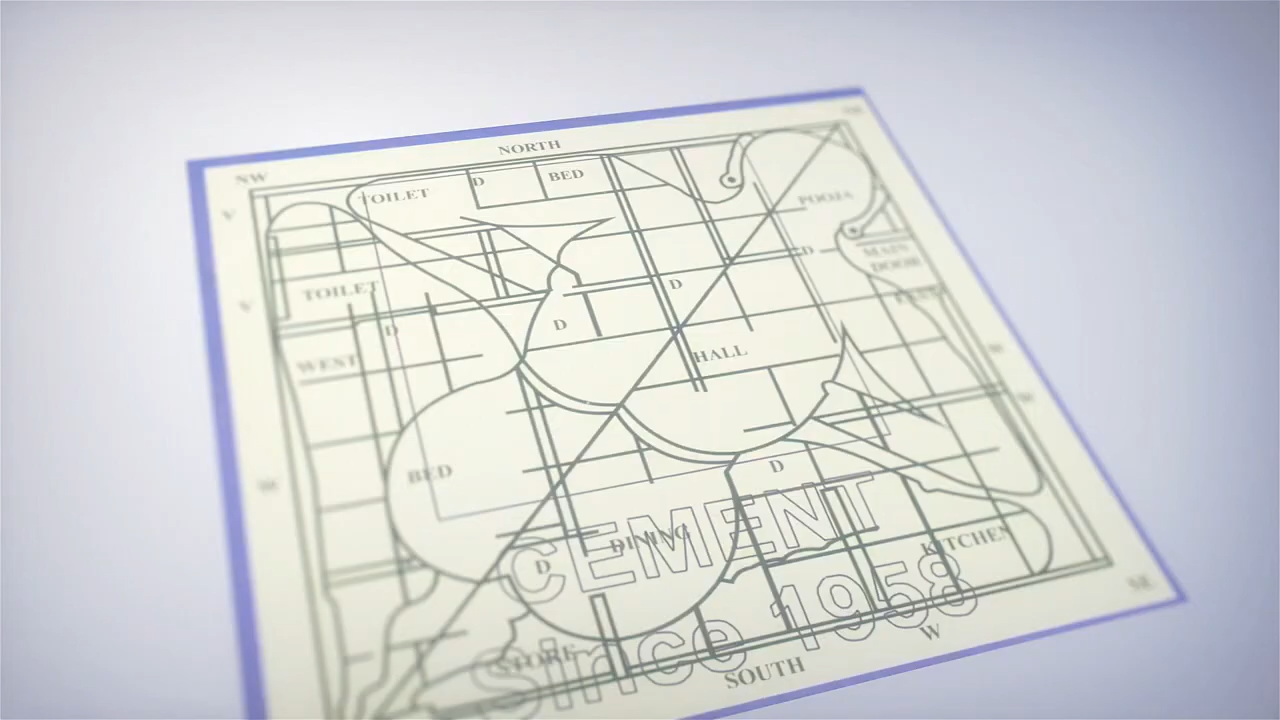 NORTH
NW
TOILET
D
BED
V
POOJA
D
MAIN
DOOR
TOILET
D
V
D
D
WEST
HALL
BED
D
CEMENT
DINING
D
KITCHEN
since 1958
STORE
W
SOUTH